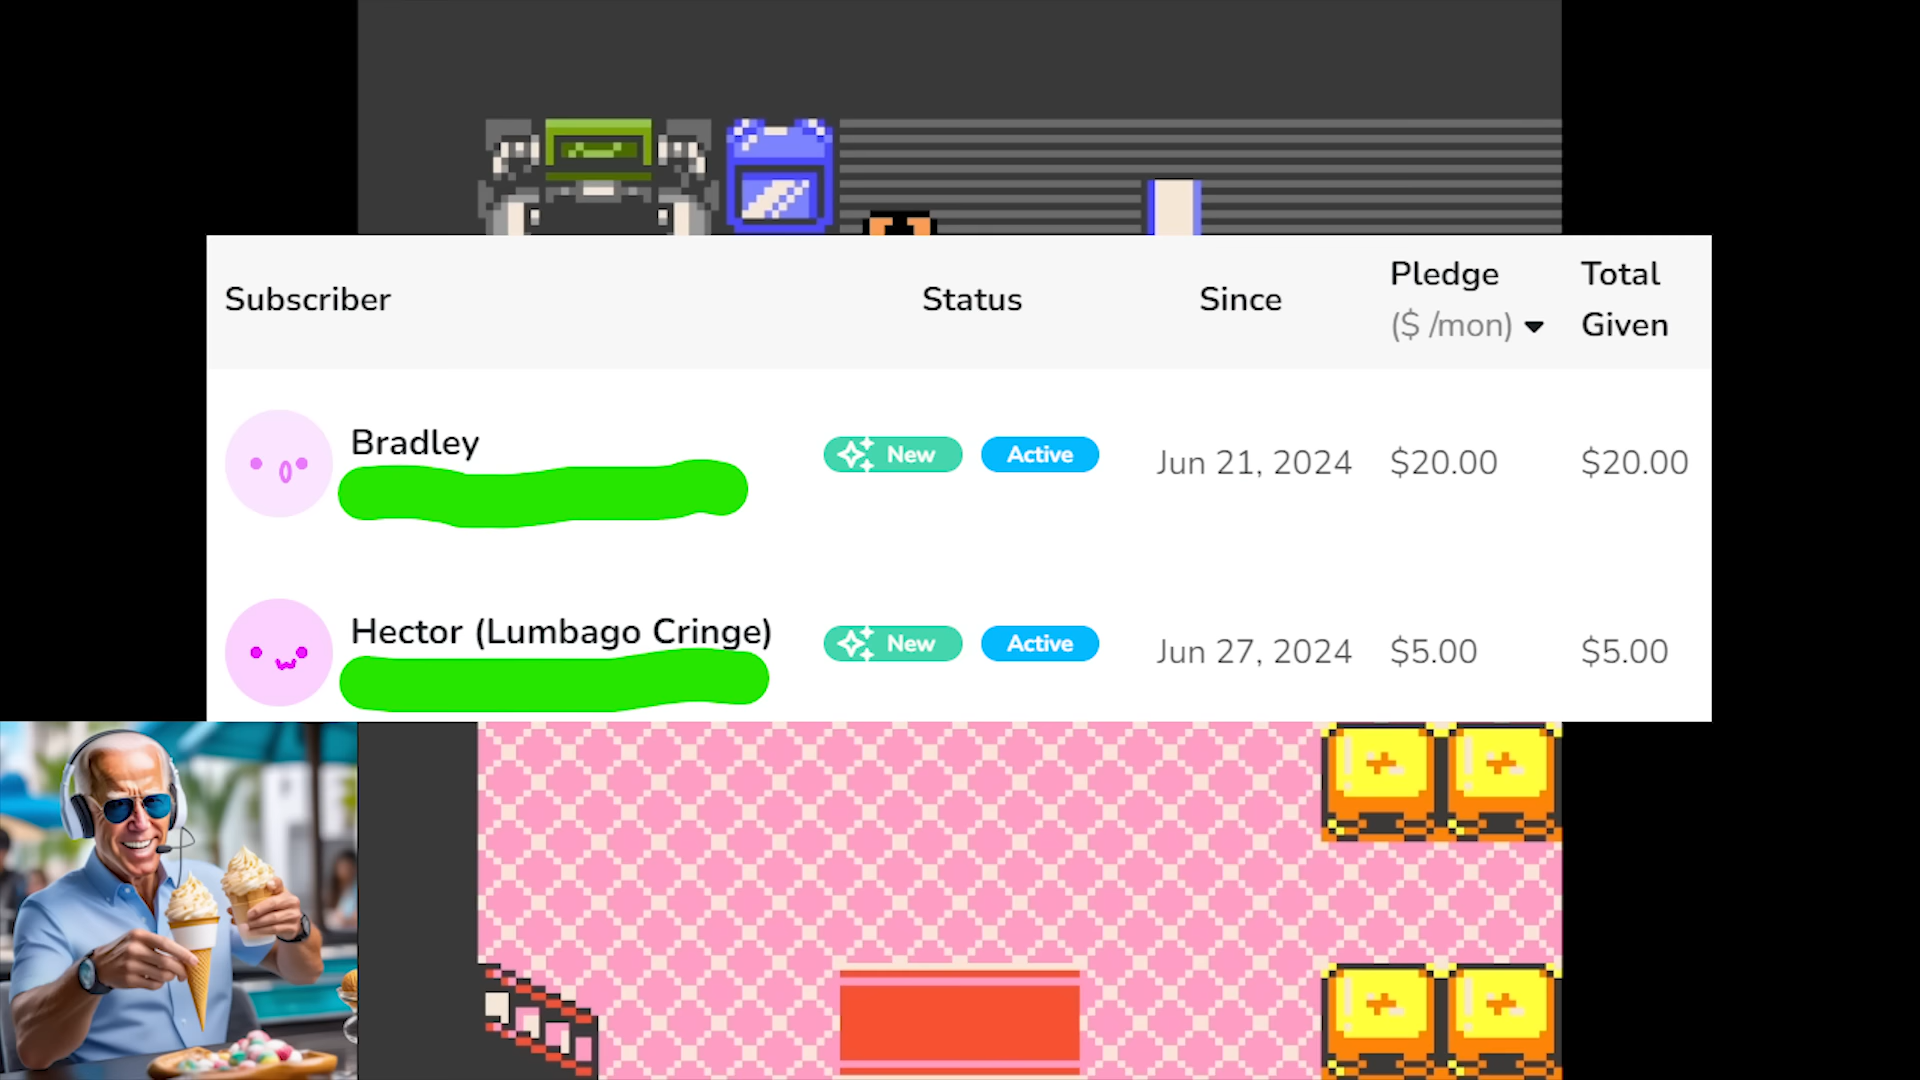 Subscriber Status Since Pledge ($ /mon) Total Given
Bradley New Active Jun 21, 2024 $20.00 $20.00
Hector (Lumbago Cringe) New Active Jun 27, 2024 $5.00 $5.00